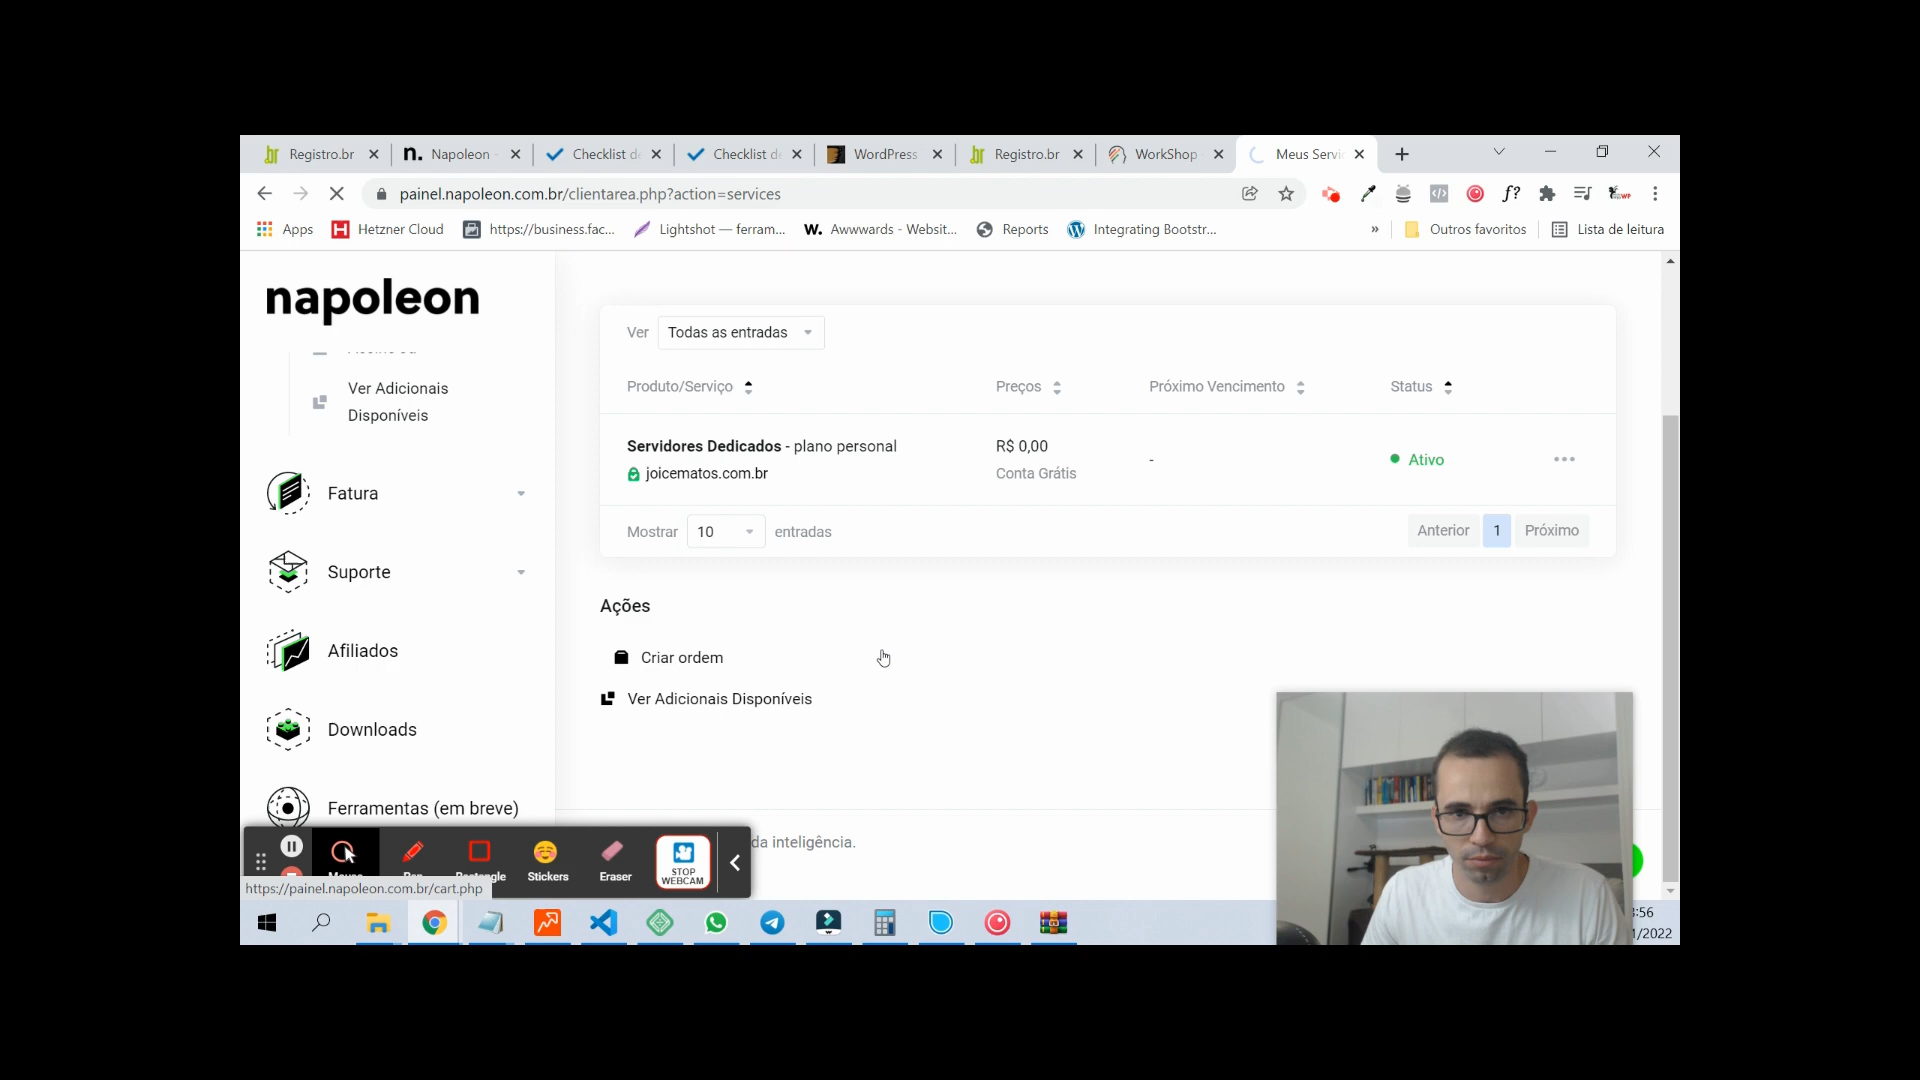 Registro.br
Napoleon -
Checklist de
Checklist de
WordPress
Registro.br
WorkShop
Meus Servi
painel.napoleon.com.br/clientarea.php?action=services
Apps
Hetzner Cloud
https://business.fac...
Lightshot — ferram...
W. Awwwards - Websit...
Reports
Integrating Bootstr...
»
Outros favoritos
Lista de leitura
napoleon
Ver Adicionais
Disponíveis
Fatura
Suporte
Afiliados
Downloads
Ferramentas (em breve)
Ver Todas as entradas
Produto/Serviço
Preços
Próximo Vencimento
Status
Servidores Dedicados - plano personal
R$ 0,00
-
Ativo
joicematos.com.br
Conta Grátis
Mostrar 10 entradas
Anterior 1 Próximo
Ações
Criar ordem
Ver Adicionais Disponíveis
da inteligência.
Stickers
Eraser
STOP
WEBCAM
https://painel.napoleon.com.br/cart.php
:56
/2022